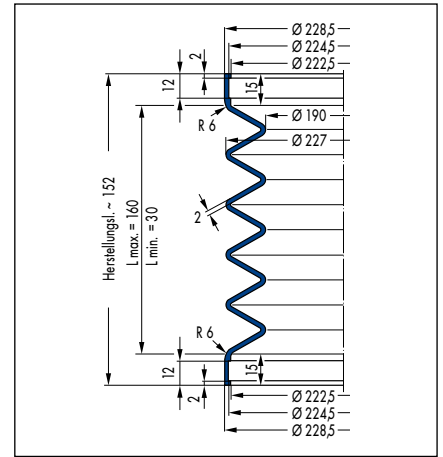 Ø 228,5
Ø 224,5
Ø 222,5
2
12
15
R 6
Ø 190
Ø 227
Herstellungsl. ~ 152
L max. = 160
L min. = 30
2
R 6
12
15
2
Ø 222,5
Ø 224,5
Ø 228,5